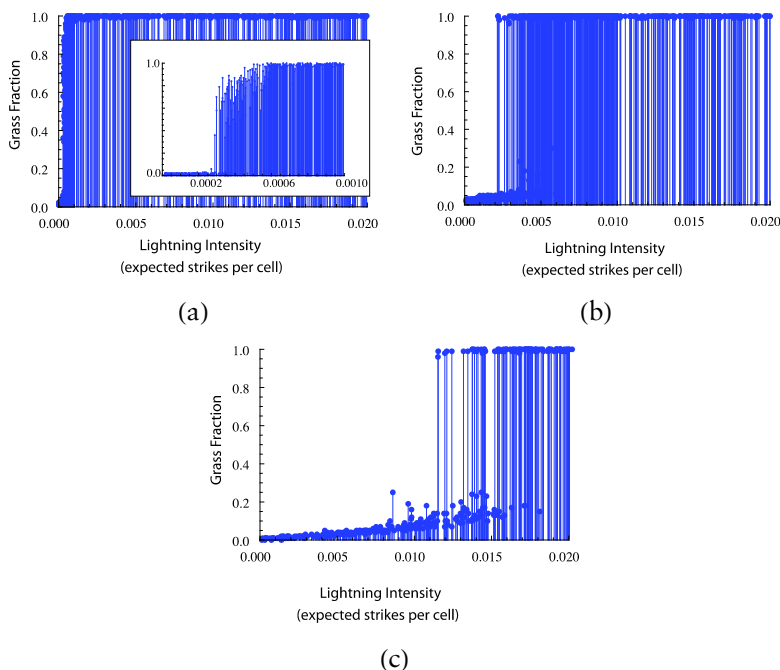 1.0
0.8
0.6
0.4
0.2
0.0
Grass Fraction
0.000 0.005 0.010 0.015 0.020
Lightning Intensity
(expected strikes per cell)
1.0
0.0
0.0002 0.0006 0.0010
(a)
1.0
0.8
0.6
0.4
0.2
0.0
Grass Fraction
0.000 0.005 0.010 0.015 0.020
Lightning Intensity
(expected strikes per cell)
(b)
1.0
0.8
0.6
0.4
0.2
0.0
Grass Fraction
0.000 0.005 0.010 0.015 0.020
Lightning Intensity
(expected strikes per cell)
(c)